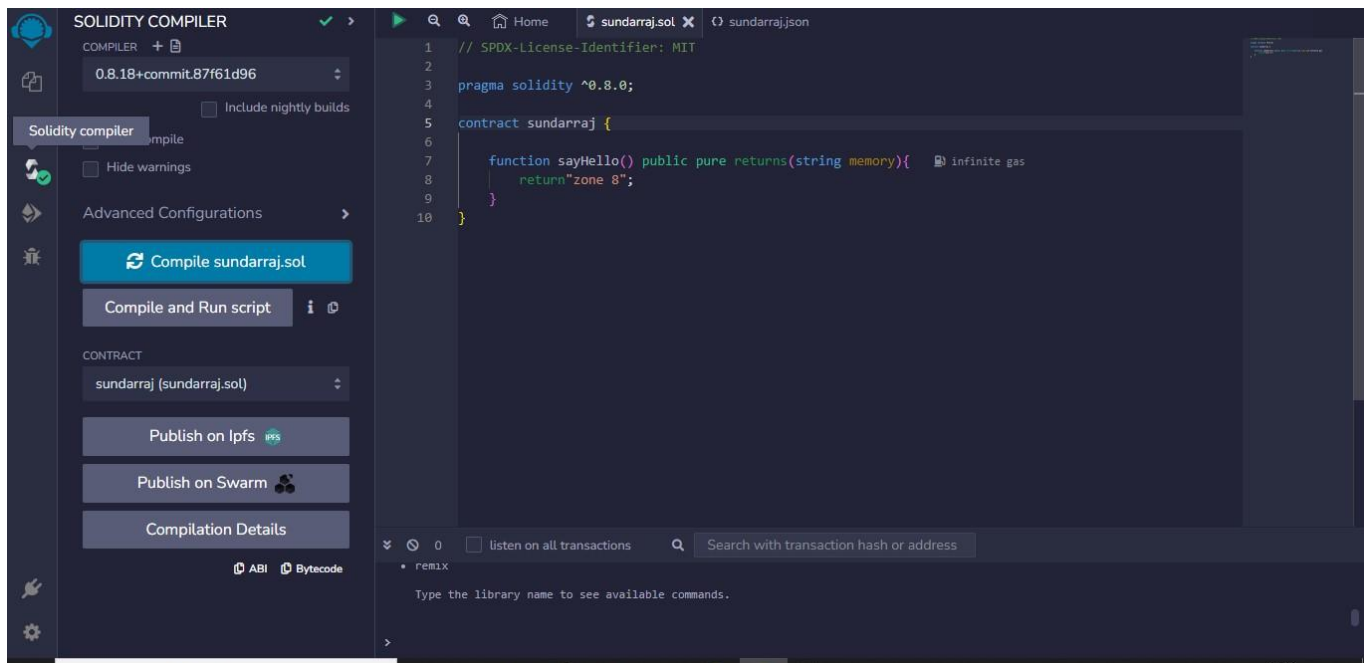 SOLIDITY COMPILER
COMPILER
0.8.18+commit.87f61d96
Include nightly builds
Solidity compiler
Hide warnings
Advanced Configurations
Compile sundarraj.sol
Compile and Run script
i
CONTRACT
sundarraj (sundarraj.sol)
Publish on Ipfs IPFS
Publish on Swarm
Compilation Details
ABI Bytecode
Home sundarraj.sol sundarraj.json
1 // SPDX-License-Identifier: MIT
2
3 pragma solidity ^0.8.0;
4
5 contract sundarraj {
6
7 function sayHello() public pure returns(string memory){ infinite gas
8 return"zone 8";
9 }
10 }
0 listen on all transactions Search with transaction hash or address
• remix
Type the library name to see available commands.
>